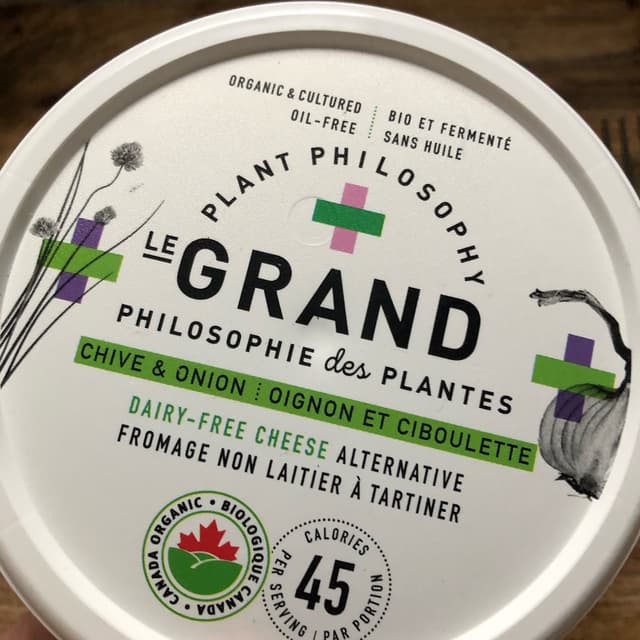 ORGANIC & CULTURED
OIL-FREE
BIO ET FERMENTÉ
SANS HUILE
PLANT PHILOSOPHY
LE GRAND
PHILOSOPHIE des PLANTES
CHIVE & ONION OIGNON ET CIBOULETTE
DAIRY-FREE CHEESE ALTERNATIVE
FROMAGE NON LAITIER À TARTINER
CANADA ORGANIC • BIOLOGIQUE CANADA •
CALORIES
45
PER SERVING | PAR PORTION